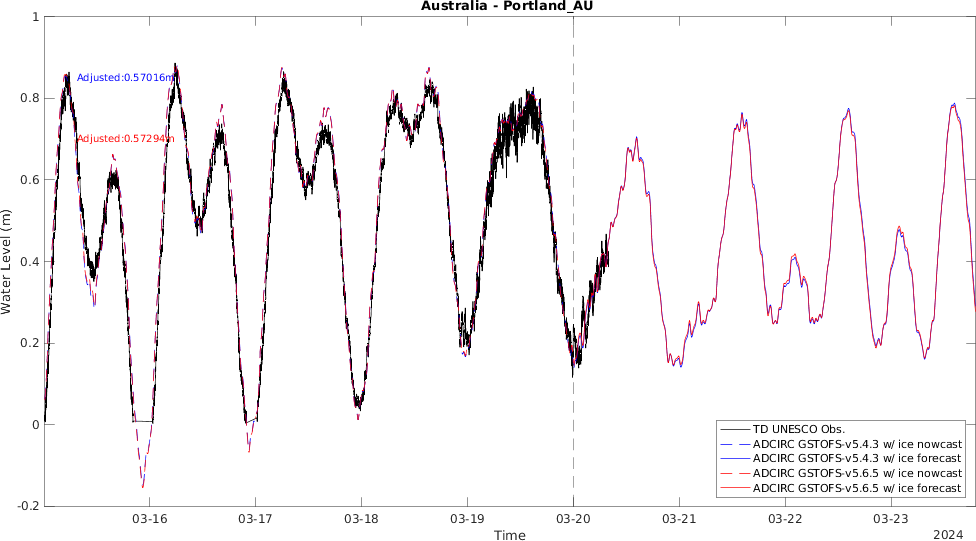 Australia - Portland_AU
1
0.8
0.6
0.4
0.2
0
-0.2
Water Level (m)
Adjusted:0.57016m
Adjusted:0.57294m
TD UNESCO Obs.
ADCIRC GSTOFS-v5.4.3 w/ ice nowcast
ADCIRC GSTOFS-v5.4.3 w/ ice forecast
ADCIRC GSTOFS-v5.6.5 w/ ice nowcast
ADCIRC GSTOFS-v5.6.5 w/ ice forecast
03-16 03-17 03-18 03-19 03-20 03-21 03-22 03-23
Time
2024